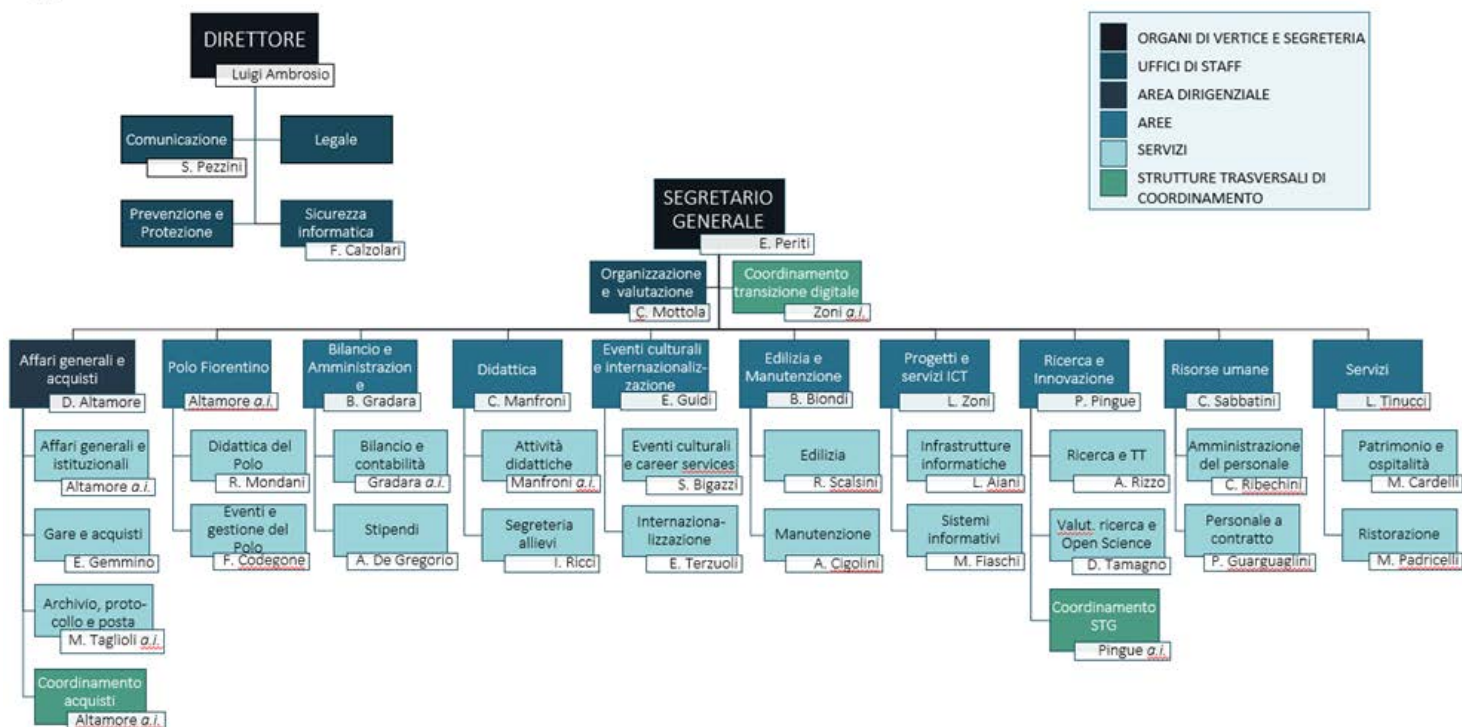 DIRETTORE
Luigi Ambrosio
Comunicazione
S. Pezzini
Legale
Prevenzione e
Protezione
Sicurezza
informatica
F. Calzolari
ORGANI DI VERTICE E SEGRETERIA
UFFICI DI STAFF
AREA DIRIGENZIALE
AREE
SERVIZI
STRUTTURE TRASVERSALI DI
COORDINAMENTO
SEGRETARIO
GENERALE
E. Periti
Organizzazione
e valutazione
C. Mottola
Coordinamento
transizione digitale
Zoni a.i.
Affari generali e
acquisti
D. Altamore
Affari generali e
istituzionali
Altamore a.i.
Gare e acquisti
E. Gemmino
Archivio, proto-
collo e posta
M. Taglioli a.i.
Coordinamento
acquisti
Altamore a.i.
Polo Fiorentino
Altamore a.i.
Didattica del
Polo
R. Mondani
Eventi e
gestione del
Polo
F. Codegone
Bilancio e
Amministrazion
e
B. Gradara
Bilancio e
contabilità
Gradara a.i.
Stipendi
A. De Gregorio
Didattica
C. Manfroni
Attività
didattiche
Manfroni a.i.
Segreteria
allievi
I. Ricci
Eventi culturali
e internazionaliz-
zazione
E. Guidi
Eventi culturali
e career services
S. Bigazzi
Internaziona-
lizzazione
E. Terzuoli
Edilizia e
Manutenzione
B. Biondi
Edilizia
R. Scalsini
Manutenzione
A. Cigolini
Progetti e
servizi ICT
L. Zoni
Infrastrutture
informatiche
L. Aiani
Sistemi
informativi
M. Fiaschi
Ricerca e
Innovazione
P. Pingue
Ricerca e TT
A. Rizzo
Valut. ricerca e
Open Science
D. Tamagno
Coordinamento
STG
Pingue a.i.
Risorse umane
C. Sabbatini
Amministrazione
del personale
C. Ribechini
Personale a
contratto
P. Guarguaglini
Servizi
L. Tinucci
Patrimonio e
ospitalità
M. Cardelli
Ristorazione
M. Padricelli